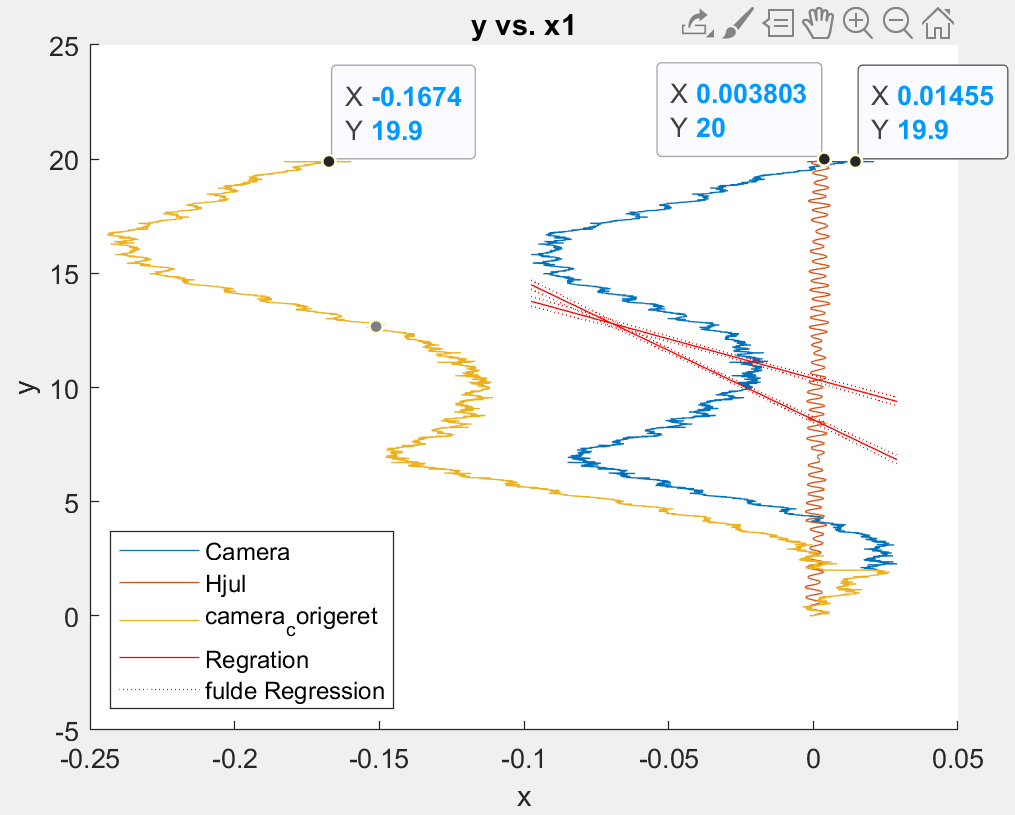 y vs. x1
X -0.1674
Y 19.9
X 0.003803
Y 20
X 0.01455
Y 19.9
25
20
15
10
5
0
-5
y
-0.25
-0.2
-0.15
-0.1
-0.05
0
0.05
x
Camera
Hjul
camera_corigeret
Regration
fulde Regression